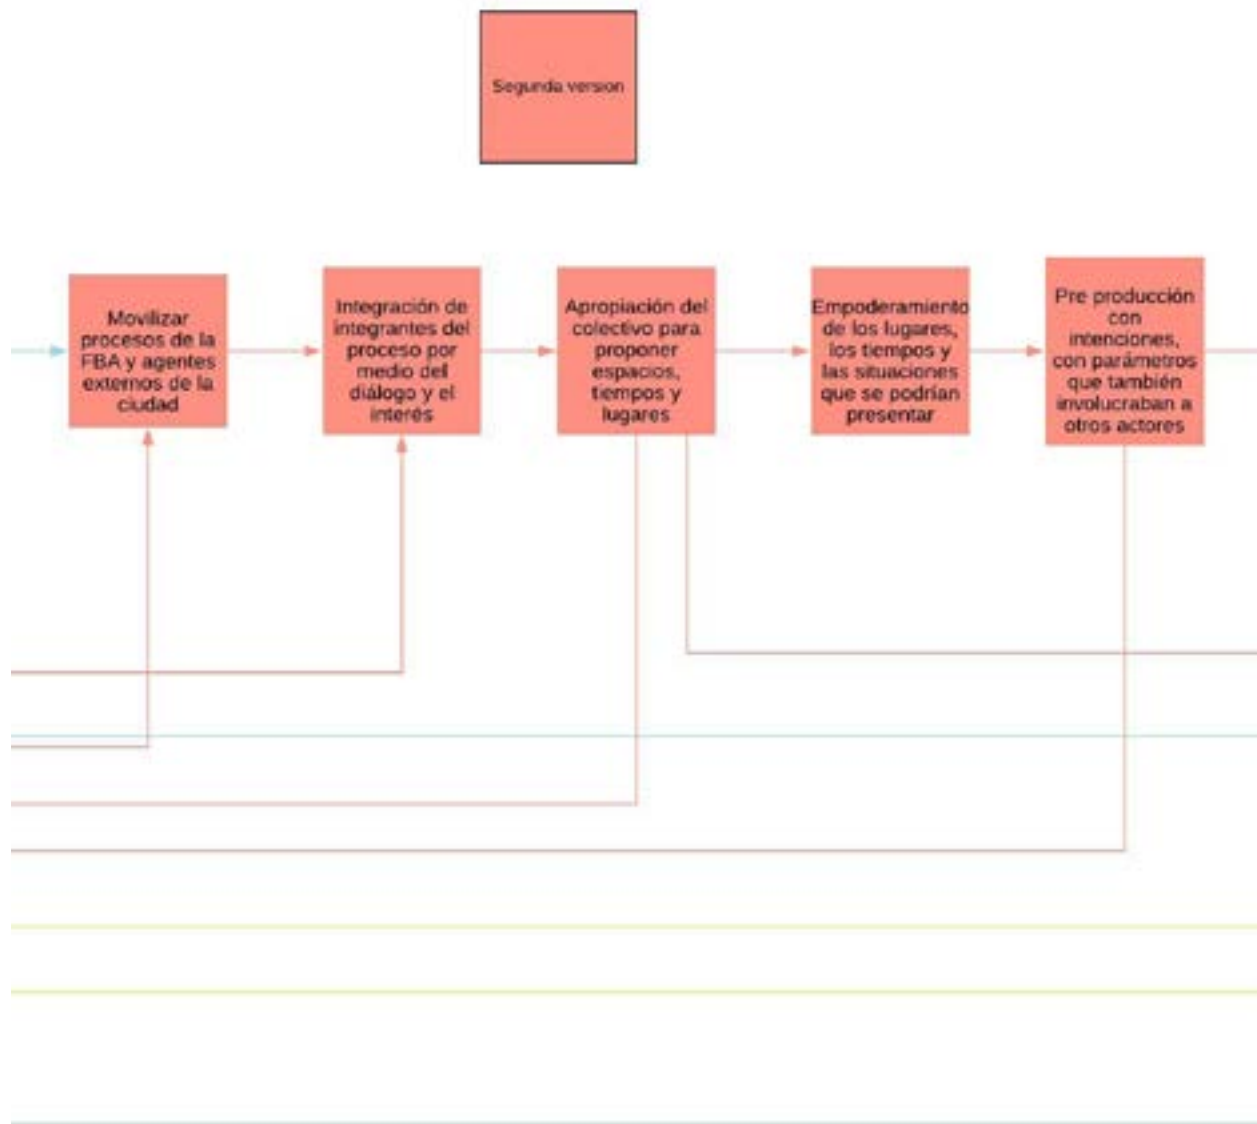 Segunda version
Movilizar
procesos de la
FBA y agentes
externos de la
ciudad
Integración de
integrantes del
proceso por
medio del
diálogo y el
interés
Apropiación del
colectivo para
proponer
espacios,
tiempos y
lugares
Empoderamiento
de los lugares,
los tiempos y
las situaciones
que se podrían
presentar
Pre producción
con
intenciones,
con parámetros
que también
involucraban a
otros actores